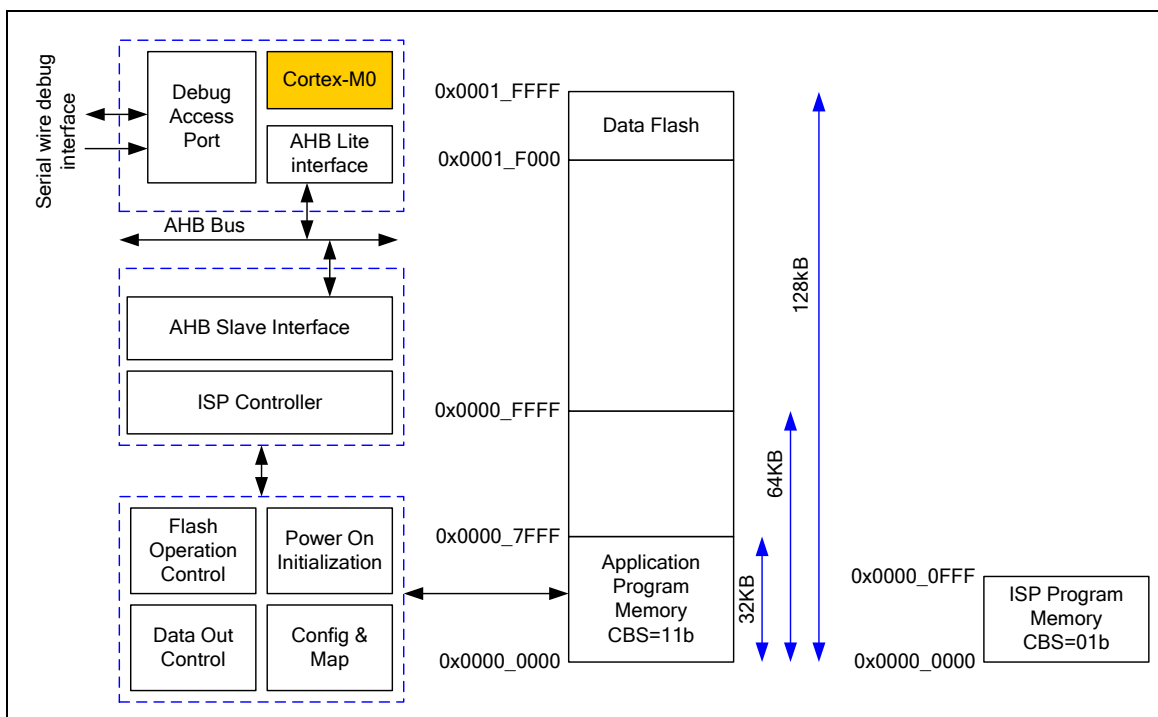 Serial wire debug
interface
Debug
Access
Port
Cortex-M0
AHB Lite
interface
AHB Bus
AHB Slave Interface
ISP Controller
Flash
Operation
Control
Power On
Initialization
Data Out
Control
Config &
Map
0x0001_FFFF
Data Flash
0x0001_F000
128kB
0x0000_FFFF
64KB
0x0000_7FFF
Application
Program
Memory
CBS=11b
32KB
0x0000_0000
0x0000_0FFF
ISP Program
Memory
CBS=01b
0x0000_0000